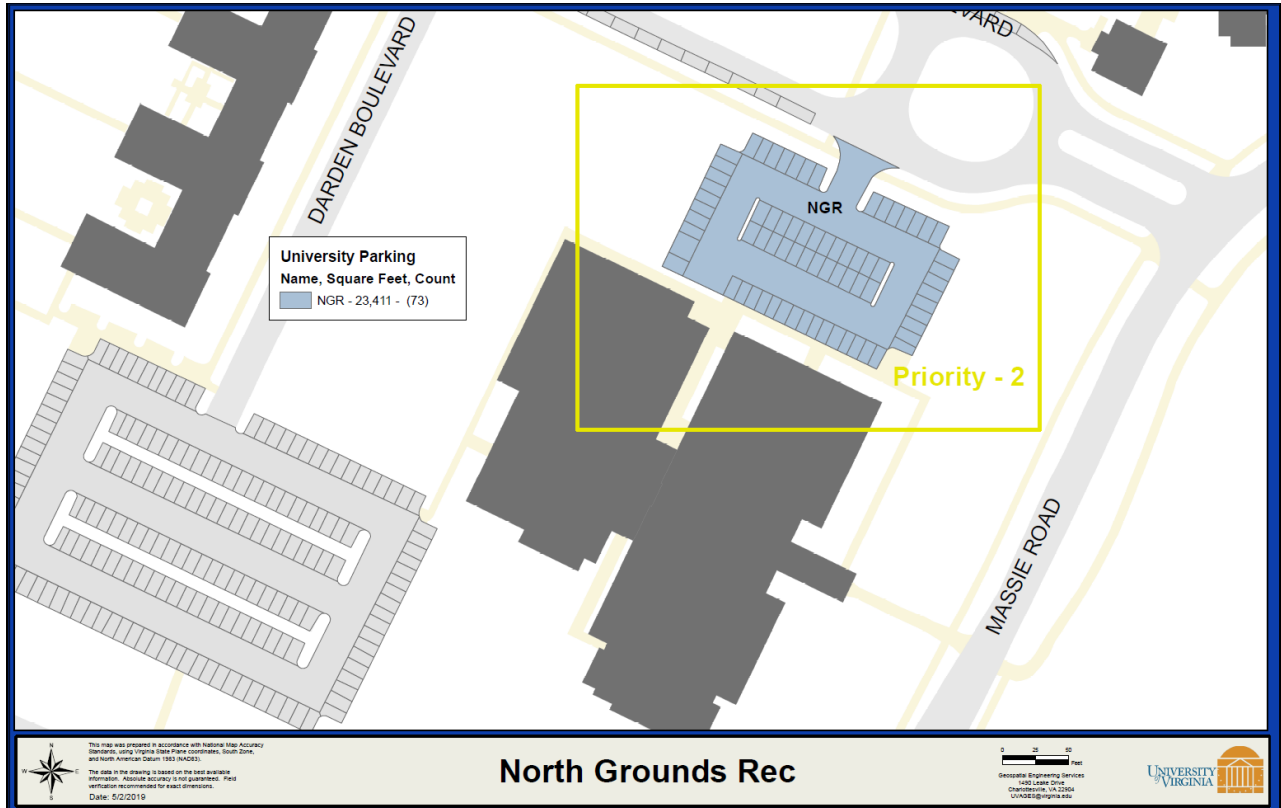 EVARD
DARDEN BOULEVARD
NGR
University Parking
Name, Square Feet, Count
NGR - 23,411 - (73)
Priority - 2
MASSIE ROAD
N
W
E
S
This map was prepared in accordance with National Map Accuracy
Standards, using Virginia State Plane coordinates, South Zone,
and North American Datum 1983 (NAD83).
The data in the drawing is based on the best available
information. Absolute accuracy is not guaranteed. Field
verification recommended for exact dimensions.
Date: 5/2/2019
North Grounds Rec
0 25 50
Feet
Geospatial Engineering Services
1490 Leake Drive
Charlottesville, VA 22904
UVAGES@virginia.edu
UNIVERSITY
OF VIRGINIA